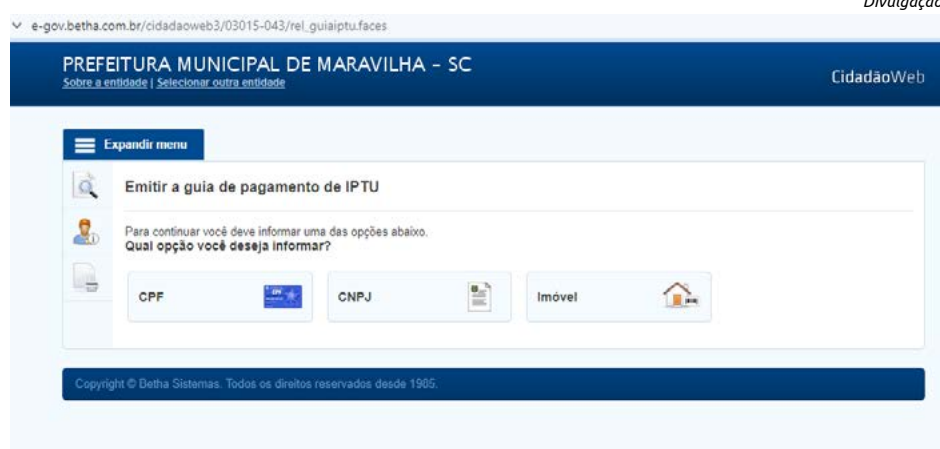 Divulgação
e-gov.betha.com.br/cidadaoweb3/03015-043/rel_guiaiptu.faces
PREFEITURA MUNICIPAL DE MARAVILHA - SC
Sobre a entidade | Selecionar outra entidade
CidadãoWeb
Expandir menu
Emitir a guia de pagamento de IPTU
Para continuar você deve informar uma das opções abaixo.
Qual opção você deseja informar?
CPF
CNPJ
Imóvel
Copyright © Betha Sistemas. Todos os direitos reservados desde 1985.